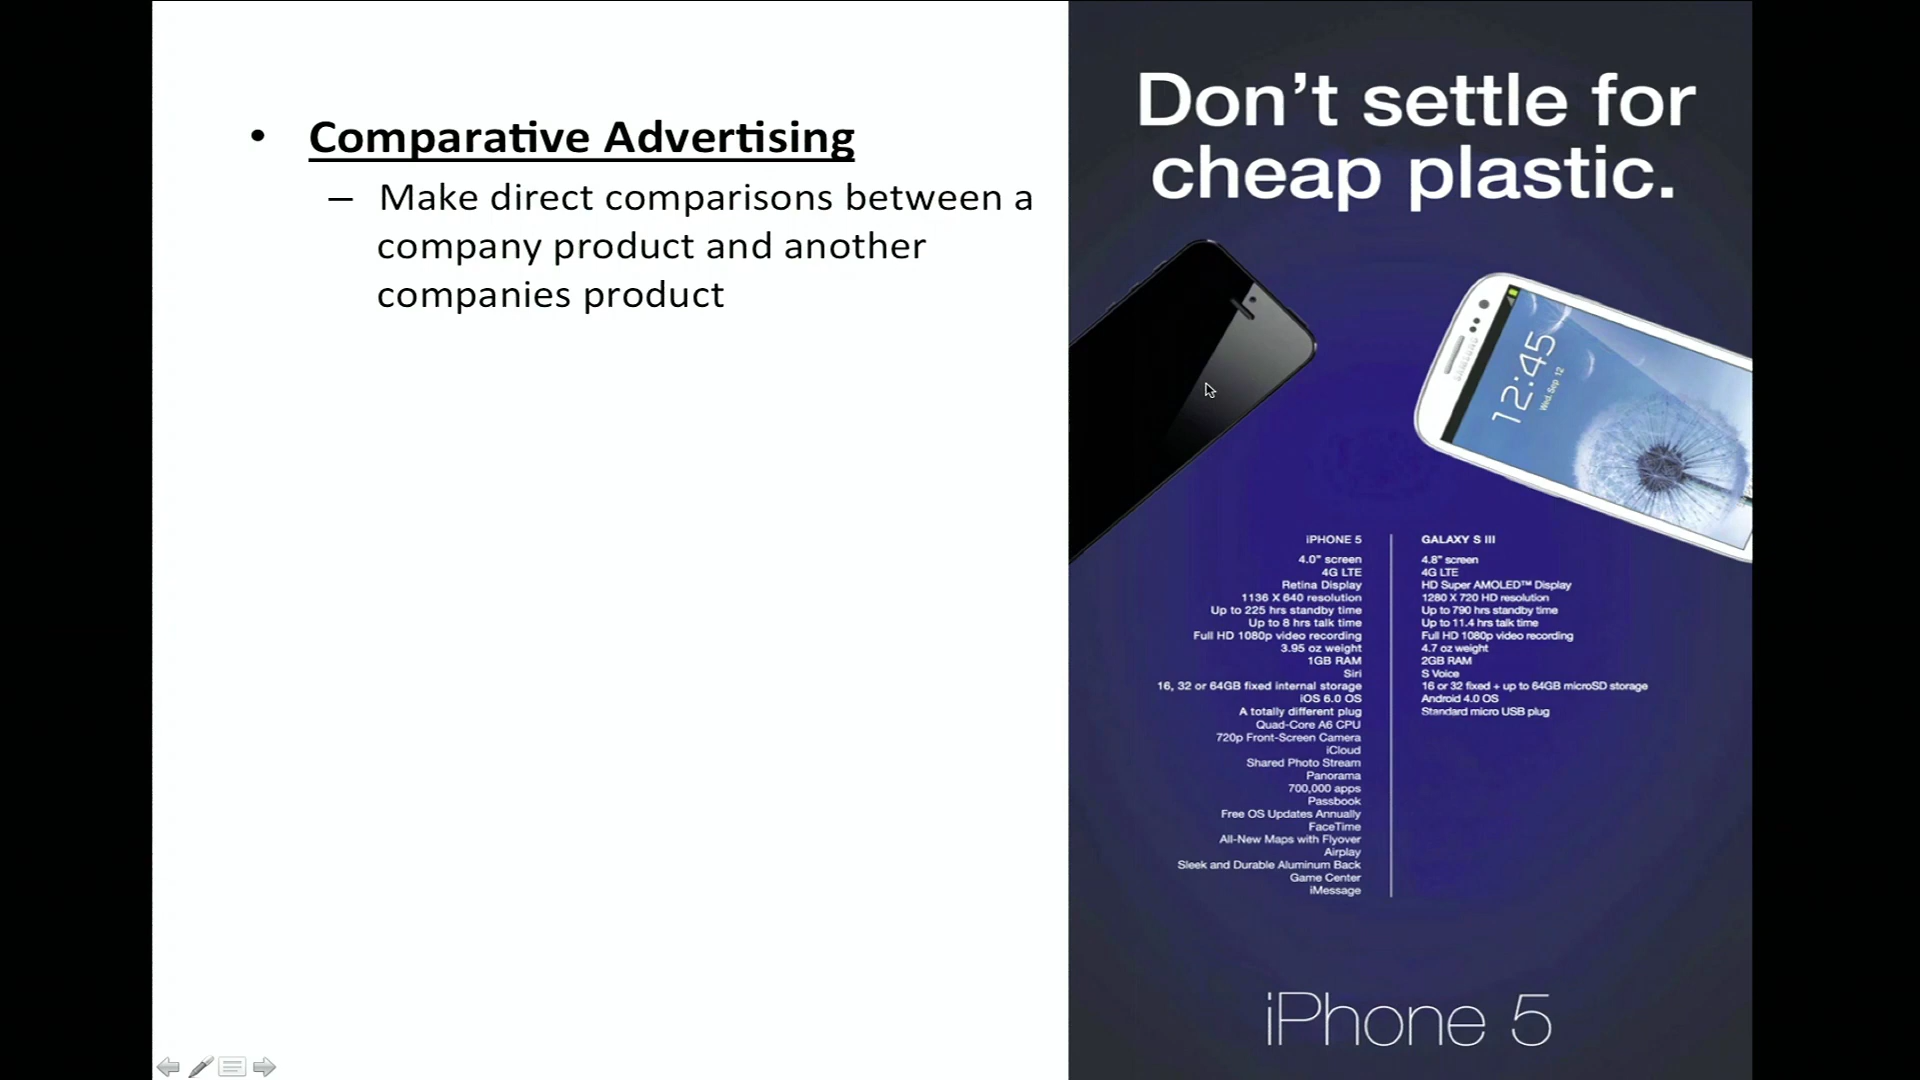 • Comparative Advertising
– Make direct comparisons between a
company product and another
companies product
Don't settle for
cheap plastic.
SAMSUNG
12:45
Wed. Sep 12
iPHONE 5
4.0" screen
4G LTE
Retina Display
1136 X 640 resolution
Up to 225 hrs standby time
Up to 8 hrs talk time
Full HD 1080p video recording
3.95 oz weight
1GB RAM
Siri
16, 32 or 64GB fixed internal storage
iOS 6.0 OS
A totally different plug
Quad-Core A6 CPU
720p Front-Screen Camera
iCloud
Shared Photo Stream
Panorama
700,000 apps
Passbook
Free OS Updates Annually
FaceTime
All-New Maps with Flyover
Airplay
Sleek and Durable Aluminum Back
Game Center
iMessage
GALAXY S III
4.8" screen
4G LTE
HD Super AMOLED™ Display
1280 X 720 HD resolution
Up to 790 hrs standby time
Up to 11.4 hrs talk time
Full HD 1080p video recording
4.7 oz weight
2GB RAM
S Voice
16 or 32 fixed + up to 64GB microSD storage
Android 4.0 OS
Standard micro USB plug
iPhone 5